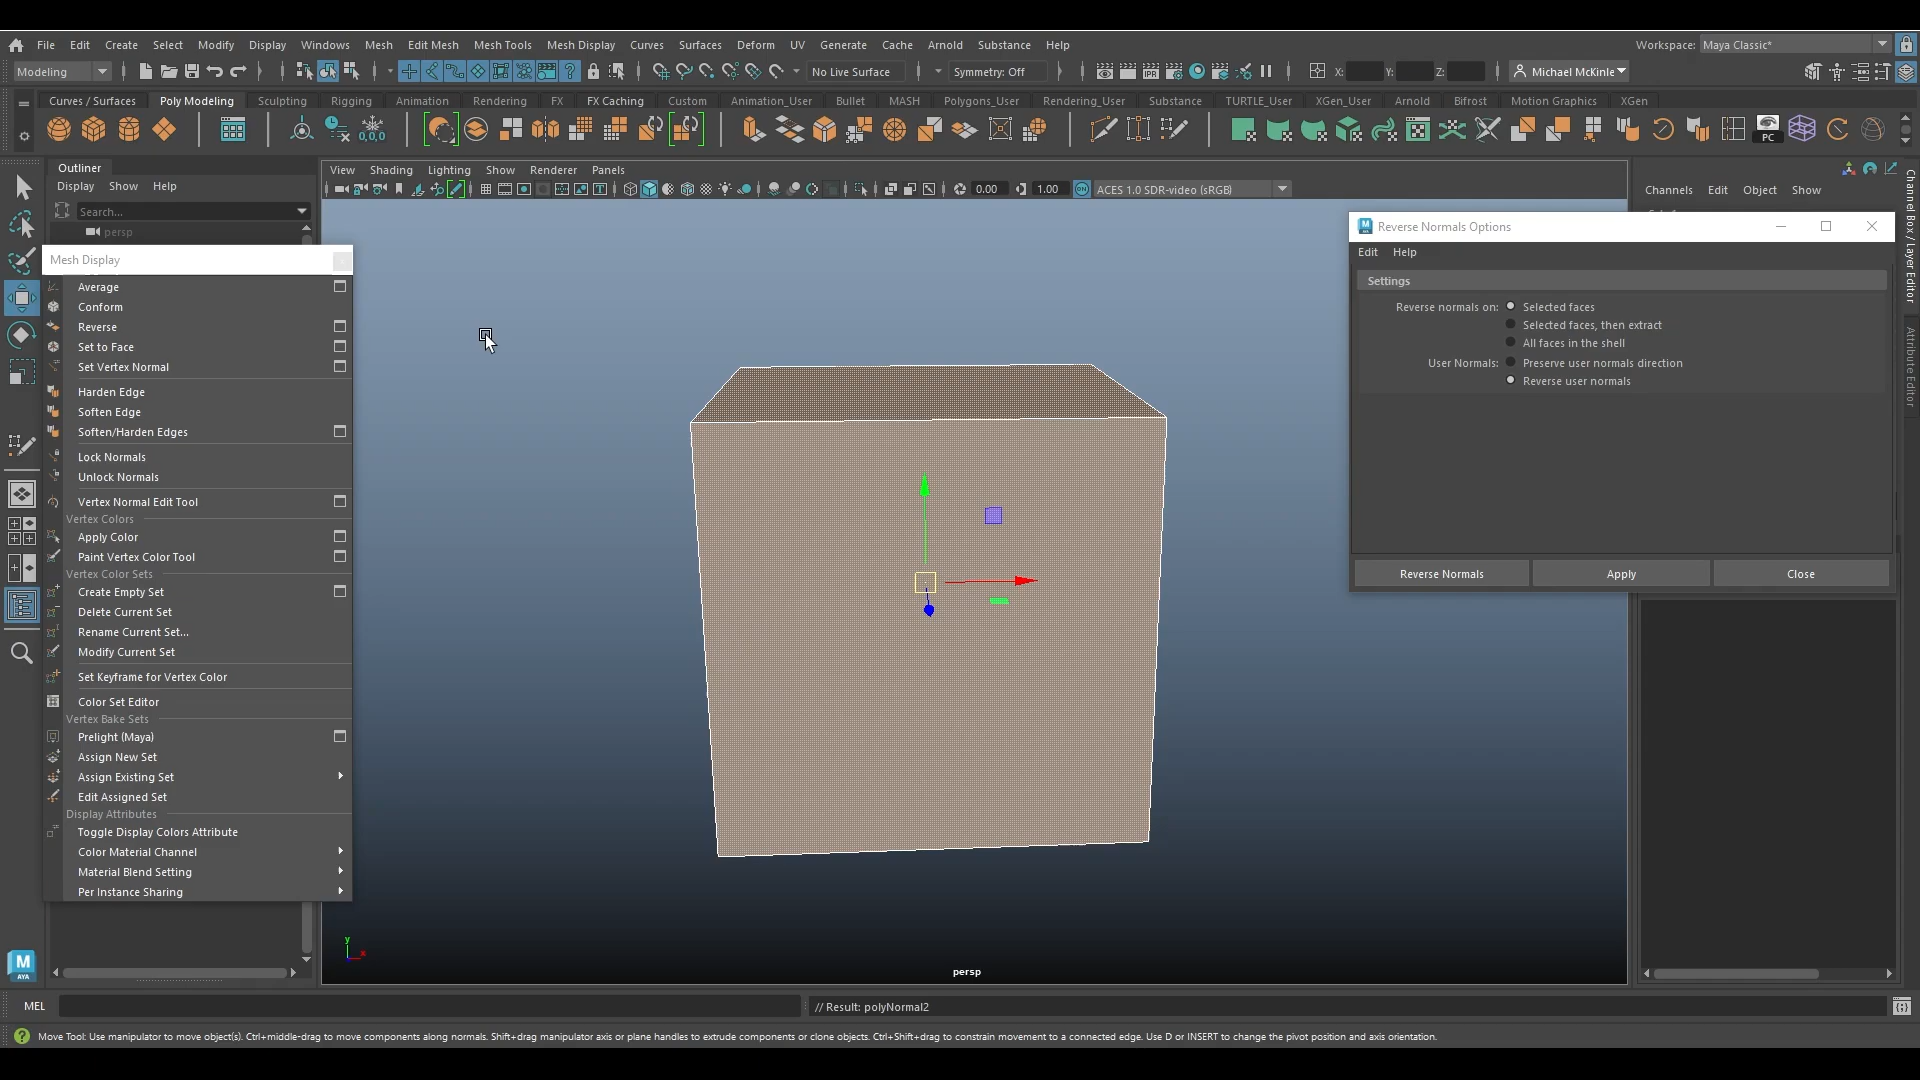 File Edit Create Select Modify Display Windows Mesh Edit Mesh Mesh Tools Mesh Display Curves Surfaces Deform UV Generate Cache Arnold Substance Help
Workspace: Maya Classic*
Modeling
No Live Surface
Symmetry: Off
X: Y: Z:
Michael McKinle
Curves / Surfaces Poly Modeling Sculpting Rigging Animation Rendering FX FX Caching Custom Animation_User Bullet MASH Polygons_User Rendering_User Substance TURTLE_User XGen_User Arnold Bifrost Motion Graphics XGen
0,0,0
PC
Outliner
Display Show Help
Search...
persp
View Shading Lighting Show Renderer Panels
0.00
1.00
ON
ACES 1.0 SDR-video (sRGB)
Channels Edit Object Show
Channel Box / Layer Editor
Attribute Editor
Mesh Display
Average
Conform
Reverse
Set to Face
Set Vertex Normal
Harden Edge
Soften Edge
Soften/Harden Edges
Lock Normals
Unlock Normals
Vertex Normal Edit Tool
Vertex Colors
Apply Color
Paint Vertex Color Tool
Vertex Color Sets
Create Empty Set
Delete Current Set
Rename Current Set...
Modify Current Set
Set Keyframe for Vertex Color
Color Set Editor
Vertex Bake Sets
Prelight (Maya)
Assign New Set
Assign Existing Set
Edit Assigned Set
Display Attributes
Toggle Display Colors Attribute
Color Material Channel
Material Blend Setting
Per Instance Sharing
Reverse Normals Options
Edit Help
Settings
Reverse normals on: Selected faces
Selected faces, then extract
All faces in the shell
User Normals: Preserve user normals direction
Reverse user normals
Reverse Normals Apply Close
y
x
persp
M
AYA
MEL
// Result: polyNormal2
Move Tool: Use manipulator to move object(s). Ctrl+middle-drag to move components along normals. Shift+drag manipulator axis or plane handles to extrude components or clone objects. Ctrl+Shift+drag to constrain movement to a connected edge. Use D or INSERT to change the pivot position and axis orientation.